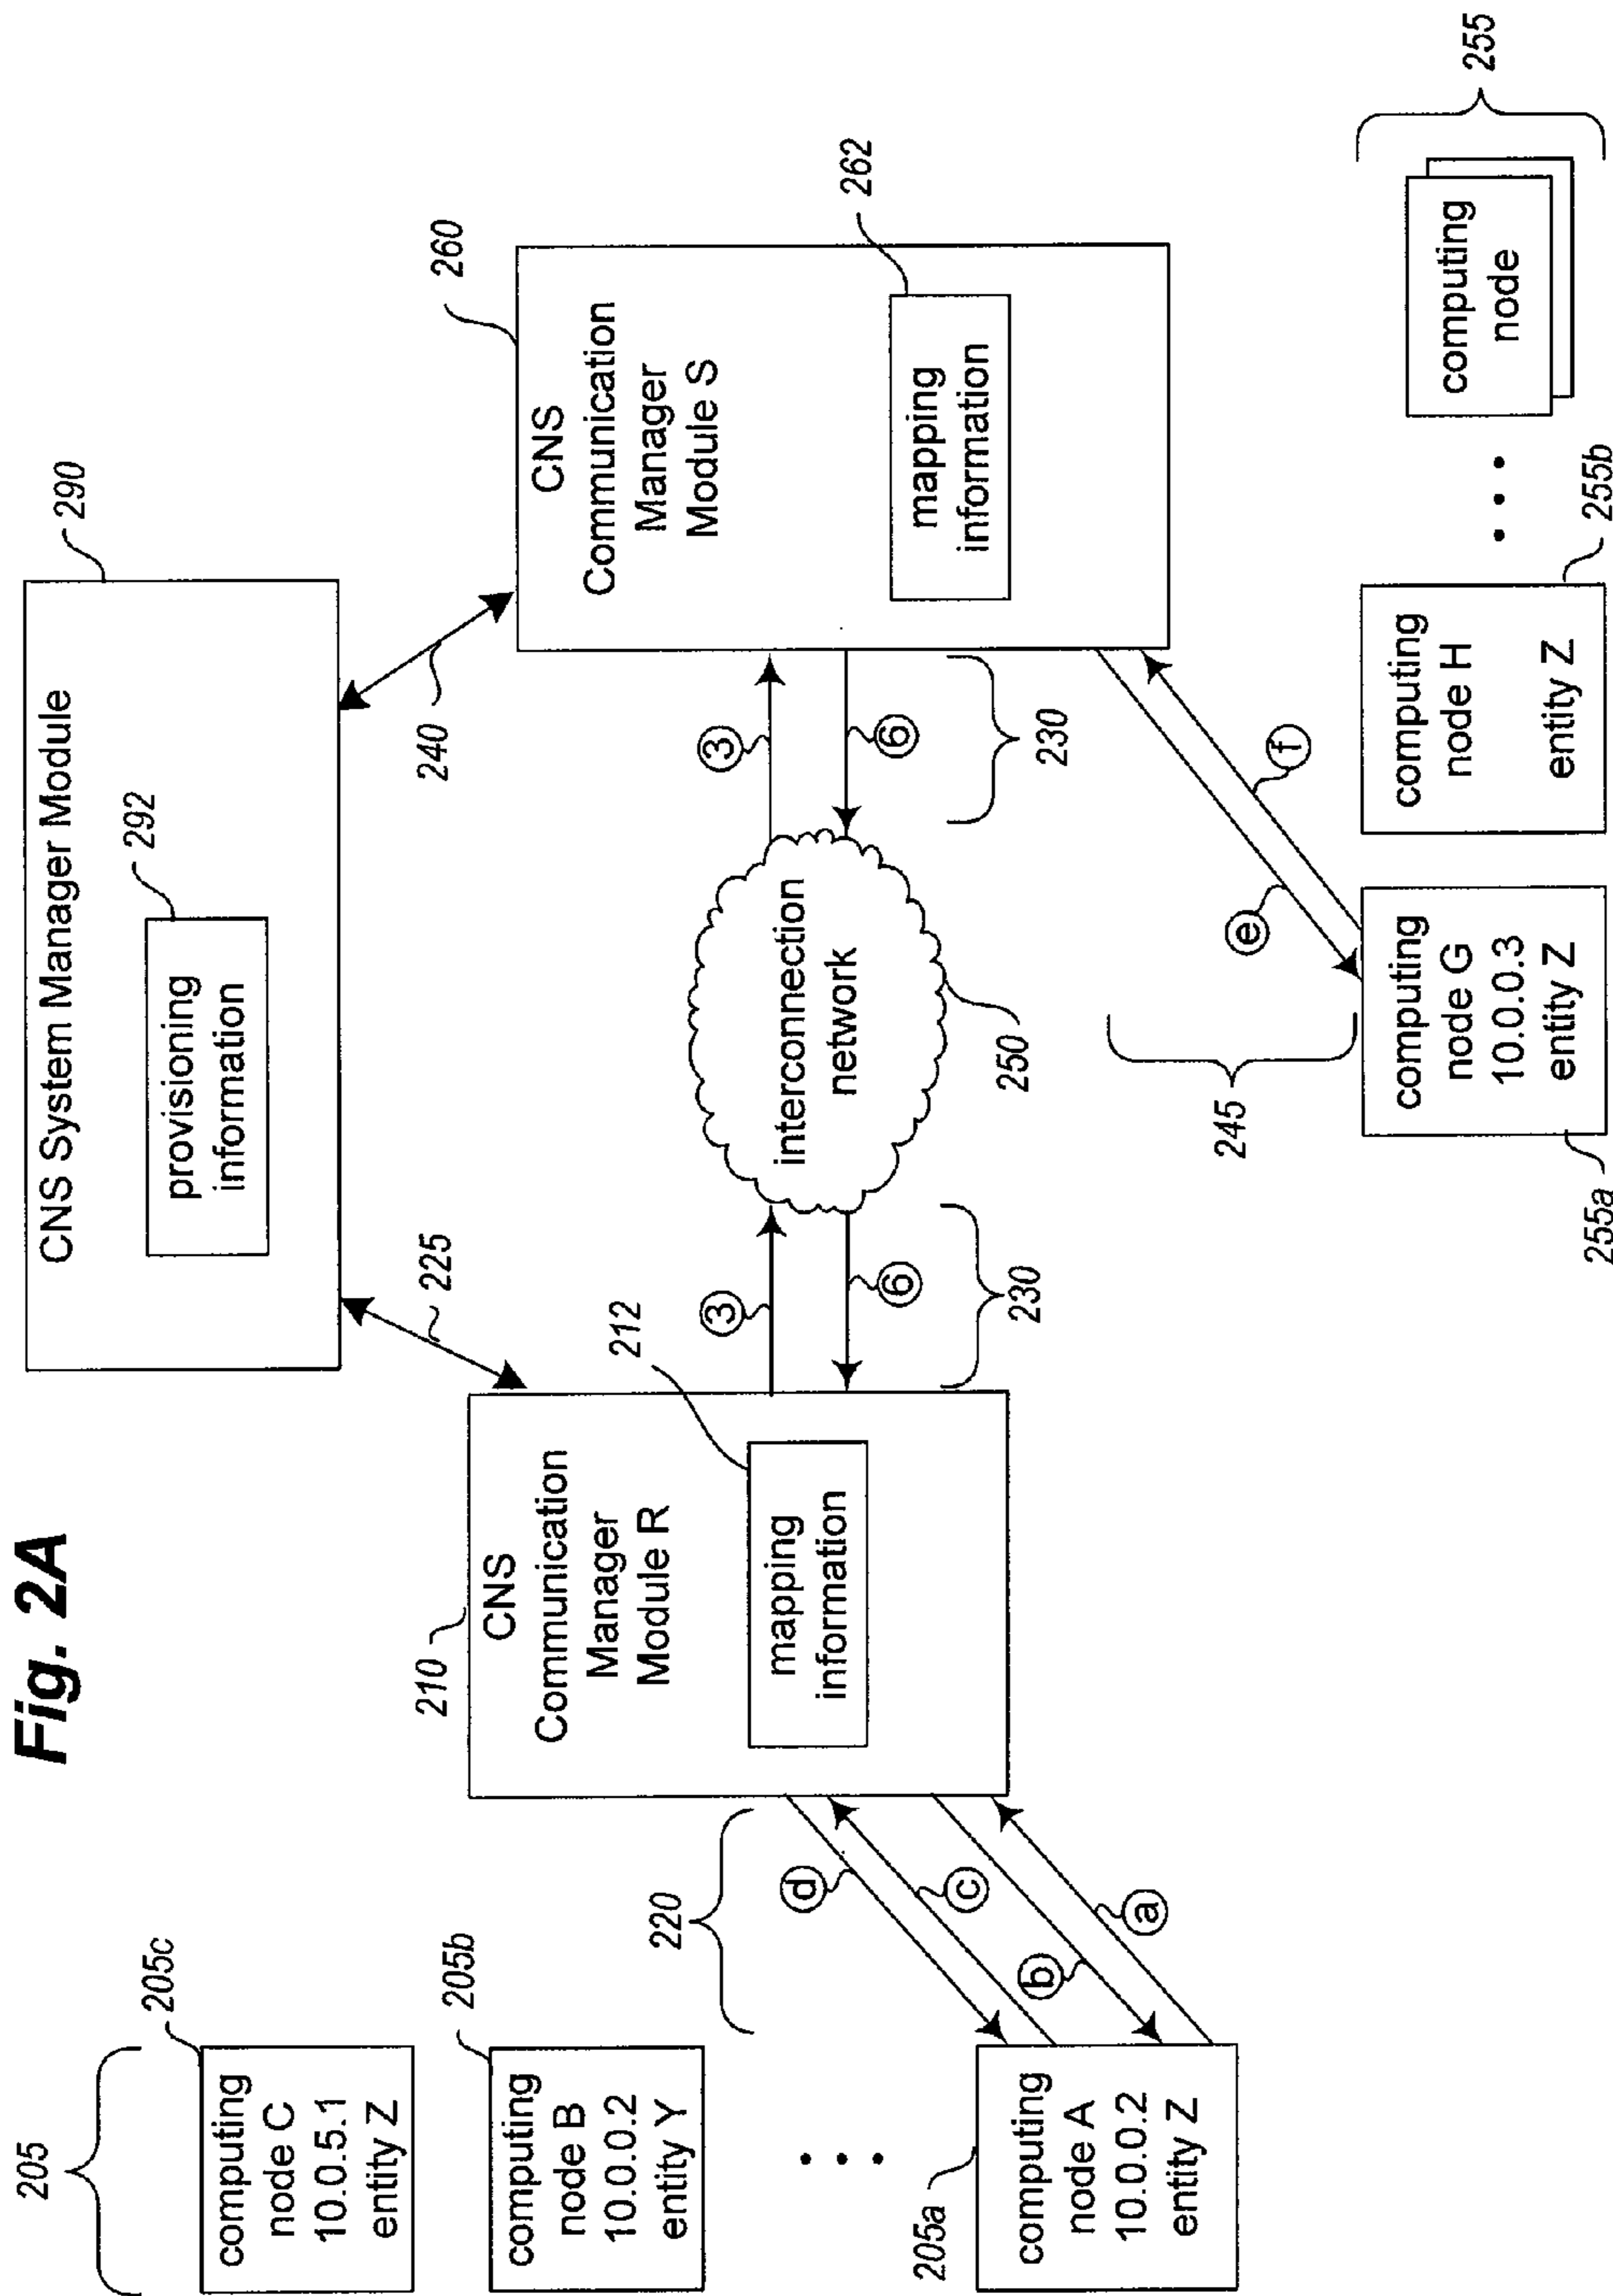 Fig. 2A
290
CNS System Manager Module
292
provisioning
information
225
240
205
205c
computing
node C
10.0.5.1
entity Z
205b
computing
node B
10.0.0.2
entity Y
205a
computing
node A
10.0.0.2
entity Z
220
d
c
b
a
210
CNS
Communication
Manager
Module R
212
mapping
information
3
6
230
interconnection
network
250
3
6
230
260
CNS
Communication
Manager
Module S
262
mapping
information
245
e
f
255a
computing
node G
10.0.0.3
entity Z
255b
computing
node H
entity Z
computing
node
255